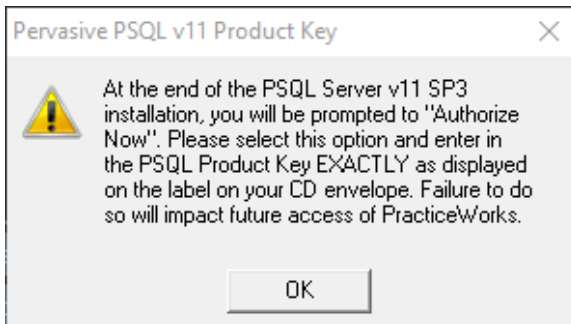 Pervasive PSQL v11 Product Key
At the end of the PSQL Server v11 SP3
installation, you will be prompted to "Authorize
Now". Please select this option and enter in
the PSQL Product Key EXACTLY as displayed
on the label on your CD envelope. Failure to do
so will impact future access of PracticeWorks.
OK